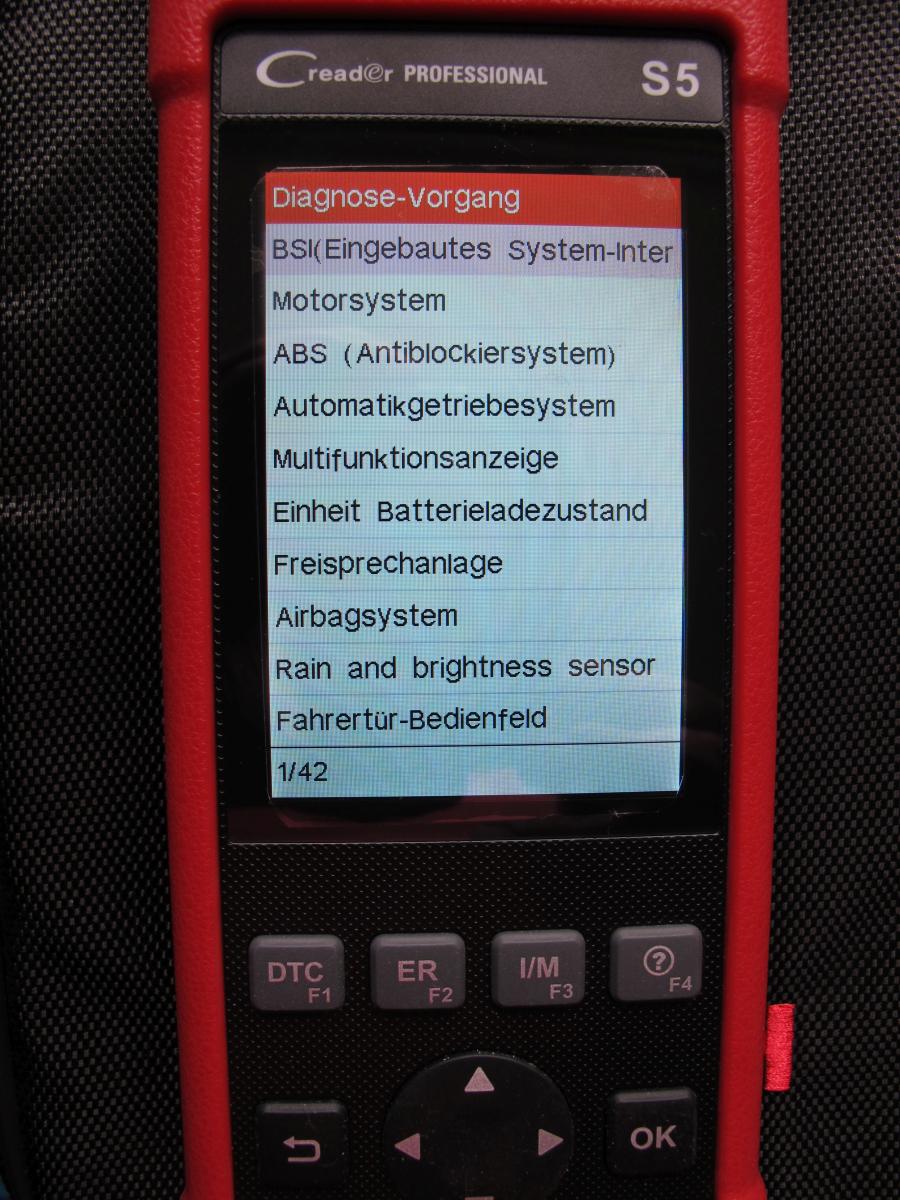 Creader PROFESSIONAL S5
Diagnose-Vorgang
BSI(Eingebautes System-Inter
Motorsystem
ABS (Antiblockiersystem)
Automatikgetriebesystem
Multifunktionsanzeige
Einheit Batterieladezustand
Freisprechanlage
Airbagsystem
Rain and brightness sensor
Fahrertür-Bedienfeld
1/42
DTC F1 ER F2 I/M F3 ? F4
OK